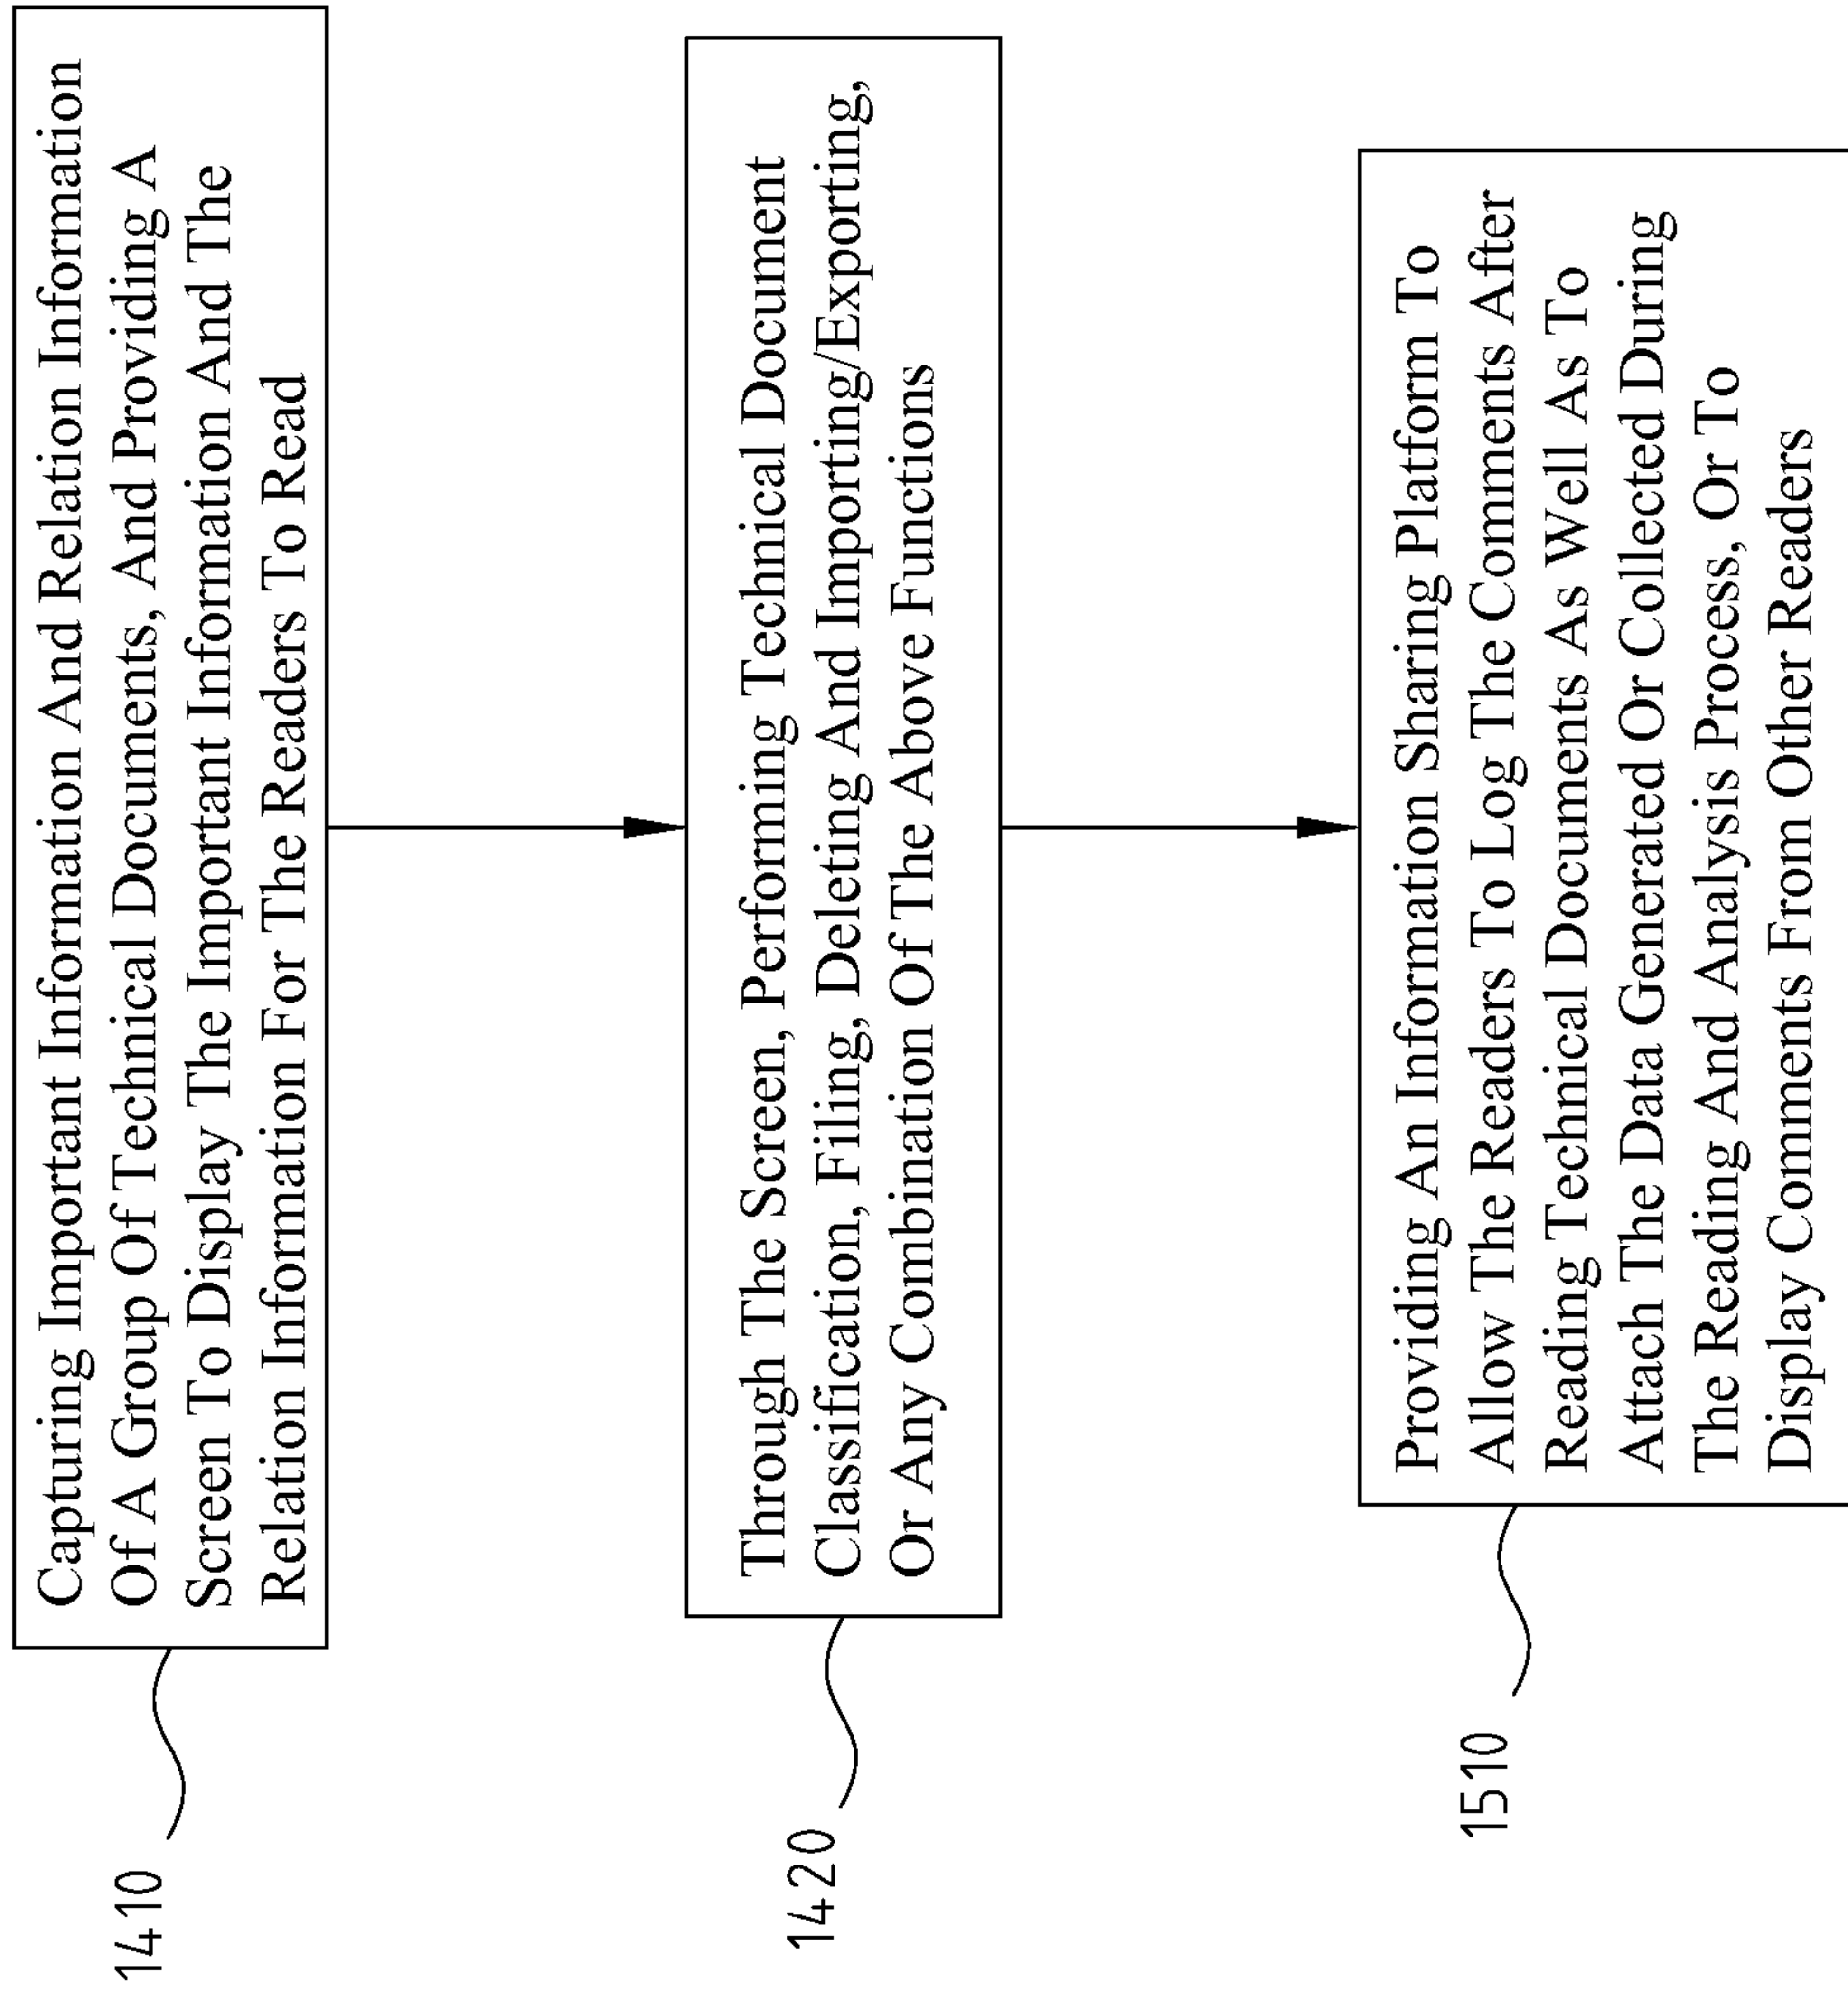 Capturing Important Information And Relation Information
Of A Group Of Technical Documents, And Providing A
Screen To Display The Important Information And The
Relation Information For The Readers To Read
1410
Through The Screen, Performing Technical Document
Classification, Filing, Deleting And Importing/Exporting,
Or Any Combination Of The Above Functions
1420
Providing An Information Sharing Platform To
Allow The Readers To Log The Comments After
Reading Technical Documents As Well As To
Attach The Data Generated Or Collected During
The Reading And Analysis Process, Or To
Display Comments From Other Readers
1510